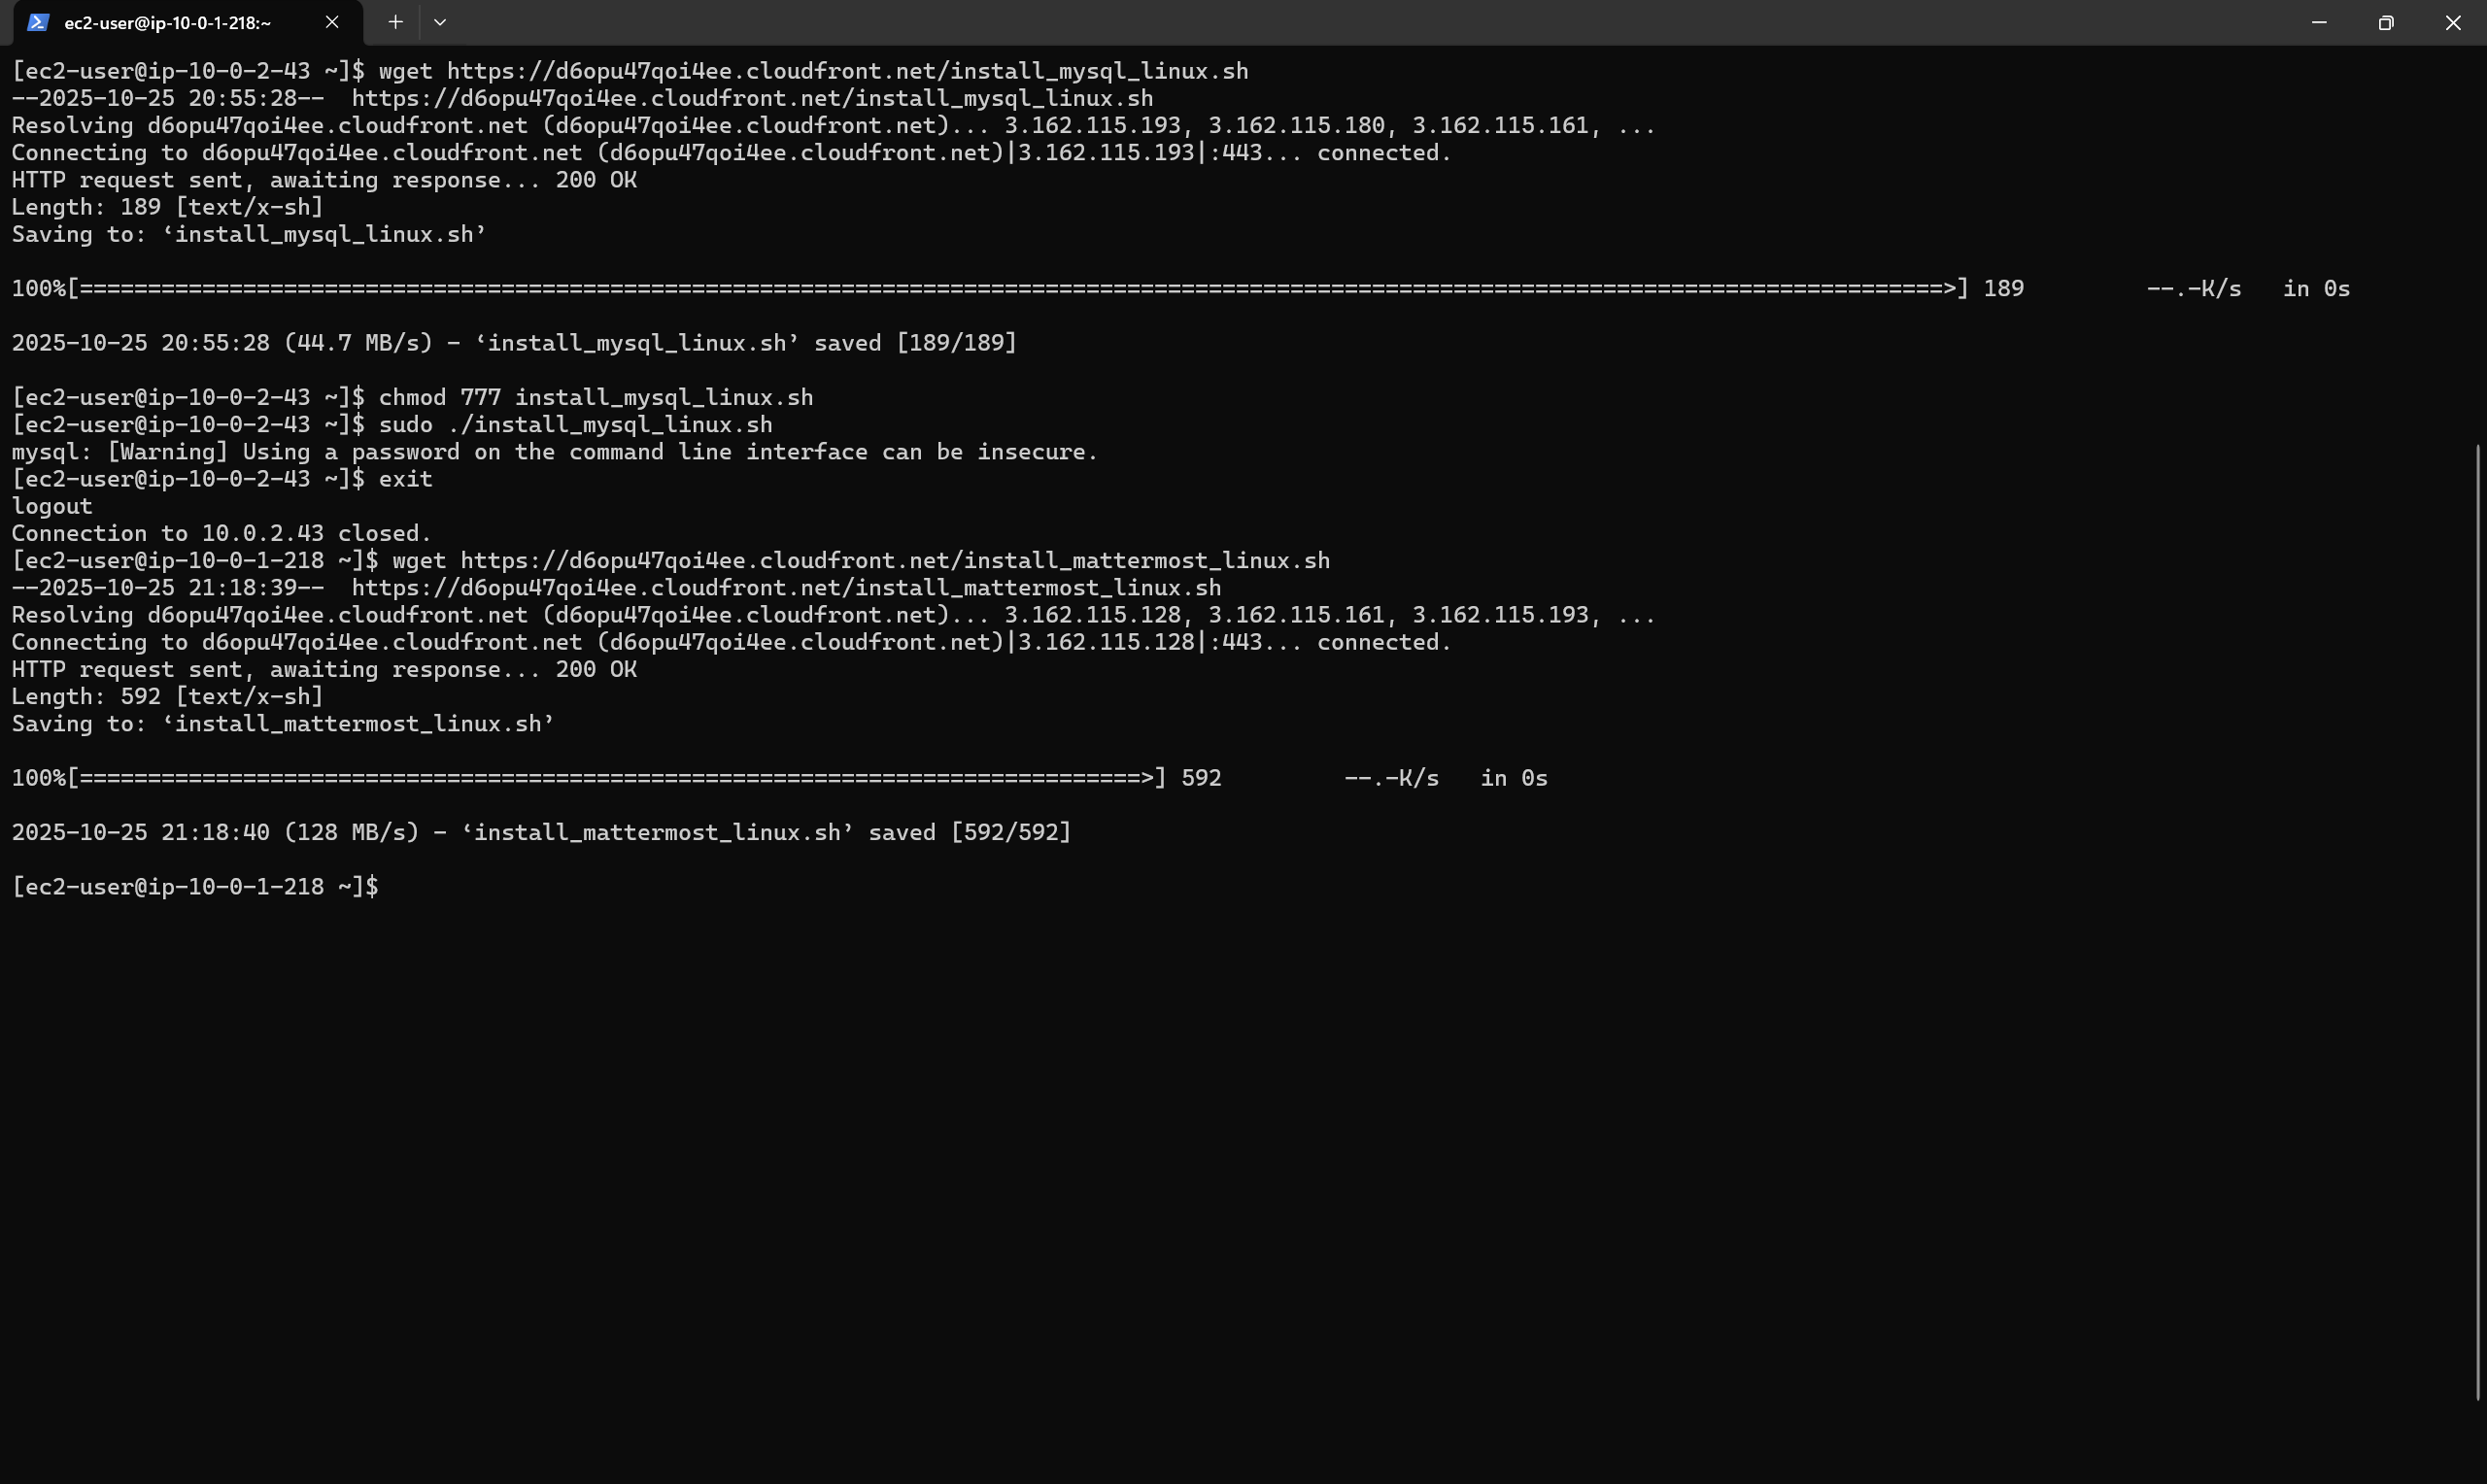 ec2-user@ip-10-0-1-218:~
[ec2-user@ip-10-0-2-43 ~]$ wget https://d6opu47qoi4ee.cloudfront.net/install_mysql_linux.sh
--2025-10-25 20:55:28--  https://d6opu47qoi4ee.cloudfront.net/install_mysql_linux.sh
Resolving d6opu47qoi4ee.cloudfront.net (d6opu47qoi4ee.cloudfront.net)... 3.162.115.193, 3.162.115.180, 3.162.115.161, ...
Connecting to d6opu47qoi4ee.cloudfront.net (d6opu47qoi4ee.cloudfront.net)|3.162.115.193|:443... connected.
HTTP request sent, awaiting response... 200 OK
Length: 189 [text/x-sh]
Saving to: ‘install_mysql_linux.sh’
100%[=========================================================================================================================================>] 189         --.-K/s   in 0s
2025-10-25 20:55:28 (44.7 MB/s) - ‘install_mysql_linux.sh’ saved [189/189]
[ec2-user@ip-10-0-2-43 ~]$ chmod 777 install_mysql_linux.sh
[ec2-user@ip-10-0-2-43 ~]$ sudo ./install_mysql_linux.sh
mysql: [Warning] Using a password on the command line interface can be insecure.
[ec2-user@ip-10-0-2-43 ~]$ exit
logout
Connection to 10.0.2.43 closed.
[ec2-user@ip-10-0-1-218 ~]$ wget https://d6opu47qoi4ee.cloudfront.net/install_mattermost_linux.sh
--2025-10-25 21:18:39--  https://d6opu47qoi4ee.cloudfront.net/install_mattermost_linux.sh
Resolving d6opu47qoi4ee.cloudfront.net (d6opu47qoi4ee.cloudfront.net)... 3.162.115.128, 3.162.115.161, 3.162.115.193, ...
Connecting to d6opu47qoi4ee.cloudfront.net (d6opu47qoi4ee.cloudfront.net)|3.162.115.128|:443... connected.
HTTP request sent, awaiting response... 200 OK
Length: 592 [text/x-sh]
Saving to: ‘install_mattermost_linux.sh’
100%[==============================================================================>] 592         --.-K/s   in 0s
2025-10-25 21:18:40 (128 MB/s) - ‘install_mattermost_linux.sh’ saved [592/592]
[ec2-user@ip-10-0-1-218 ~]$